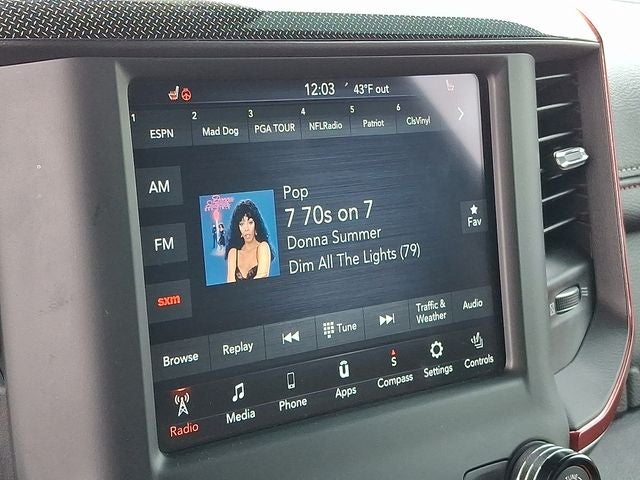 12:03 43°F out
1 2 3 4 5 6
ESPN Mad Dog PGA TOUR NFLRadio Patriot ClsVinyl
AM
FM
sxm
Pop
7 70s on 7
Donna Summer
Dim All The Lights (79)
Fav
Browse Replay Tune Traffic & Weather Audio
Radio Media Phone Apps S Compass Settings Controls